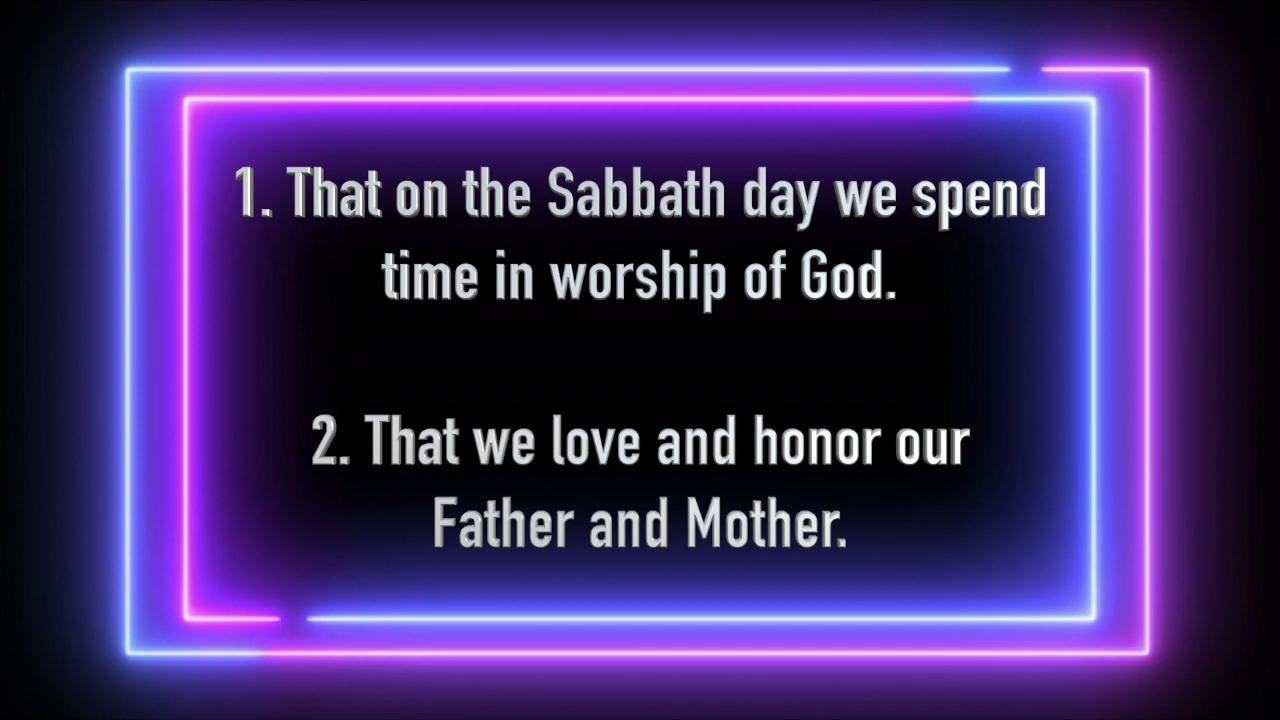 1. That on the Sabbath day we spend
time in worship of God.
2. That we love and honor our
Father and Mother.